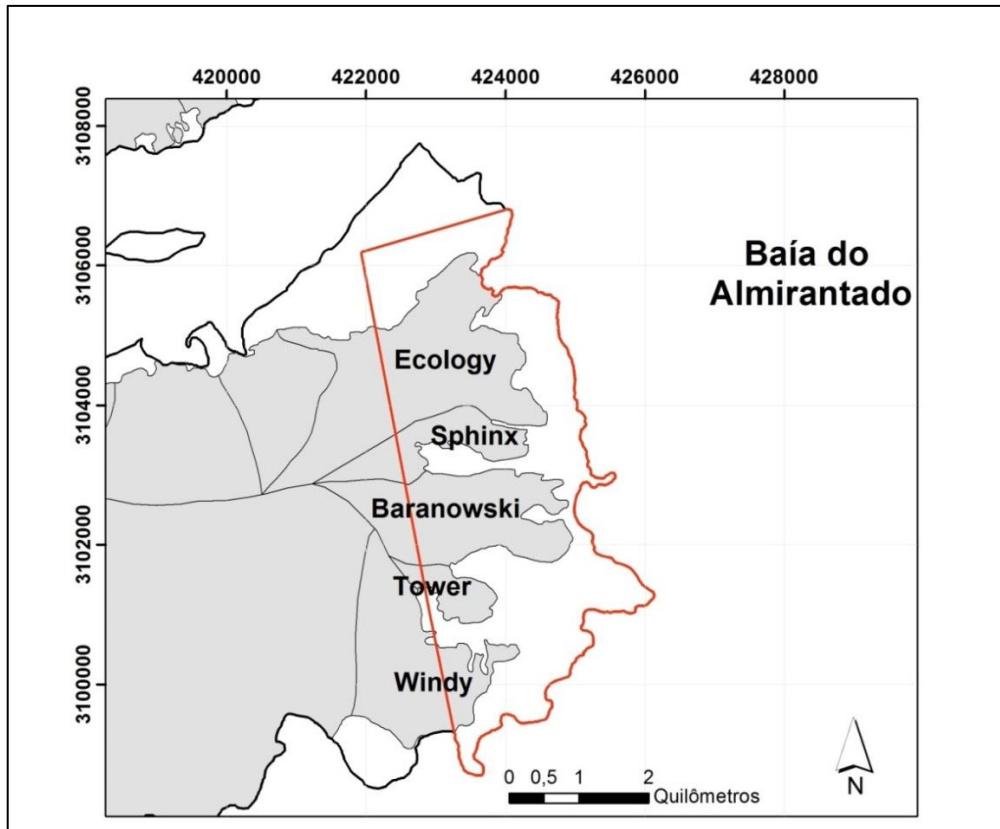 420000 422000 424000 426000 428000
3108000
3106000
3104000
3102000
3100000
Baía do
Almirantado
Ecology
Sphinx
Baranowski
Tower
Windy
0 0,5 1 2
Quilômetros
N